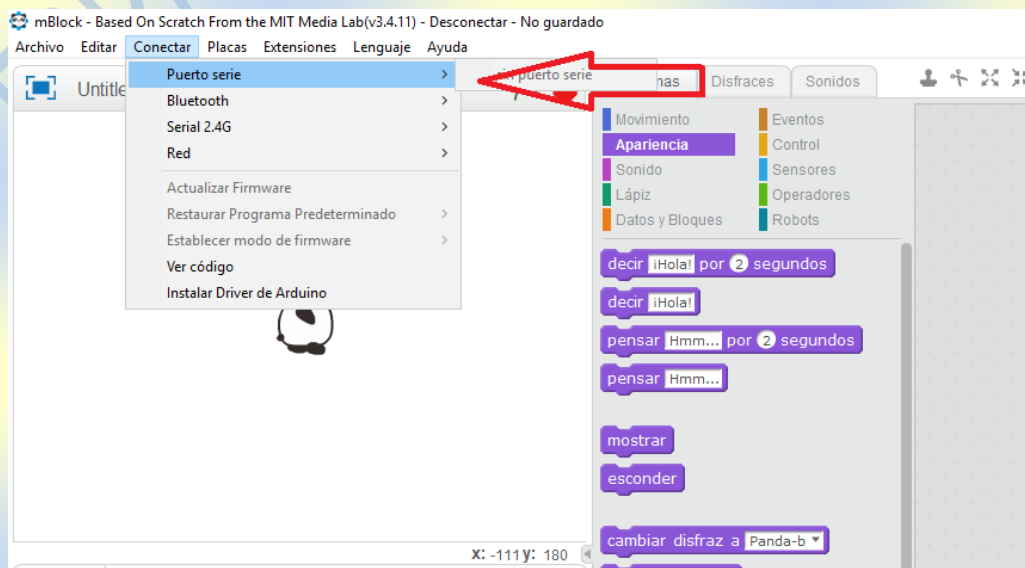 mBlock - Based On Scratch From the MIT Media Lab(v3.4.11) - Desconectar - No guardado
Archivo Editar Conectar Placas Extensiones Lenguaje Ayuda
Puerto serie
sin puerto serie
Bluetooth
Serial 2.4G
Red
Actualizar Firmware
Restaurar Programa Predeterminado
Establecer modo de firmware
Ver código
Instalar Driver de Arduino
Disfraces
Sonidos
Movimiento
Eventos
Apariencia
Control
Sonido
Sensores
Lápiz
Operadores
Datos y Bloques
Robots
decir ¡Hola! por 2 segundos
decir ¡Hola!
pensar Hmm... por 2 segundos
pensar Hmm...
mostrar
esconder
cambiar disfraz a Panda-b
X: -111 Y: 180